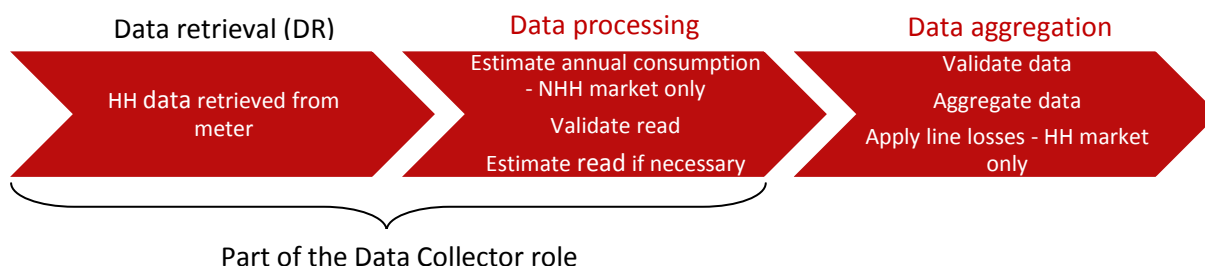 Data retrieval (DR)
HH data retrieved from
meter
Data processing
Estimate annual consumption
- NHH market only
Validate read
Estimate read if necessary
Data aggregation
Validate data
Aggregate data
Apply line losses - HH market
only
Part of the Data Collector role